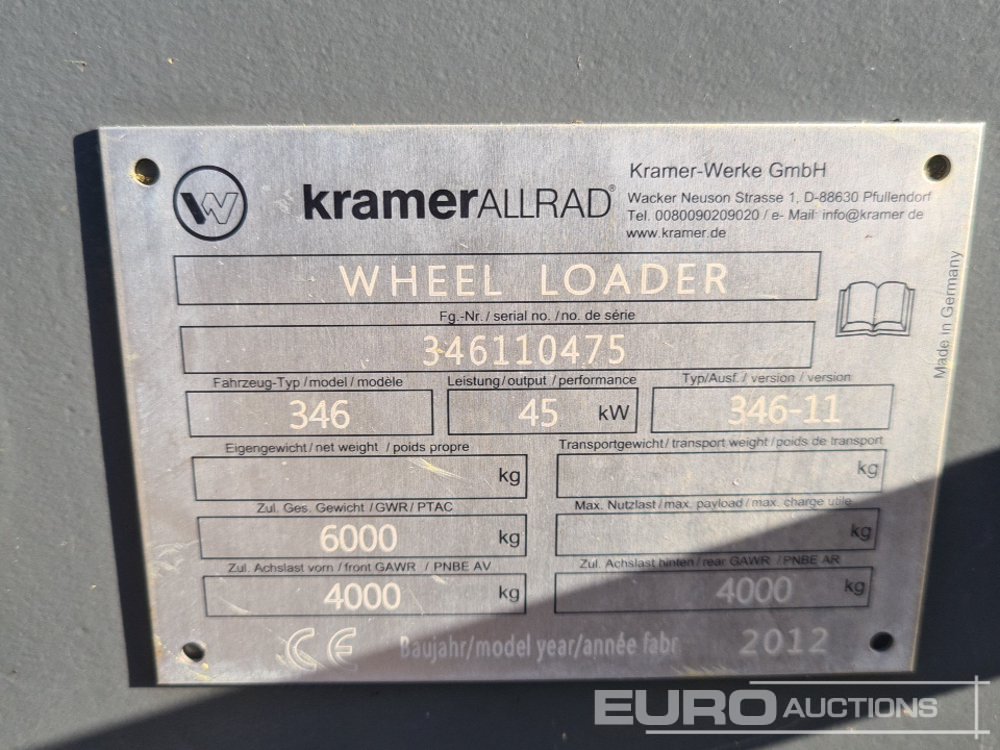 W kramerALLRAD®
Kramer-Werke GmbH
Wacker Neuson Strasse 1, D-88630 Pfullendorf
Tel. 0080090209020 / e- Mail: info@kramer.de
www.kramer.de
WHEEL LOADER
Fg.-Nr. / serial no. / no. de série
346110475
Made in Germany
Fahrzeug-Typ / model / modèle Leistung / output / performance Typ/Ausf. / version / version
346 45 kW 346-11
Eigengewicht / net weight / poids propre Transportgewicht / transport weight / poids de transport
kg kg
Zul. Ges. Gewicht / GWR / PTAC Max. Nutzlast / max. payload / max. charge utile
6000 kg kg
Zul. Achslast vorn / front GAWR / PNBE AV Zul. Achslast hinten / rear GAWR / PNBE AR
4000 kg 4000 kg
CE Baujahr/model year/année fabr 2012
EURO AUCTIONS